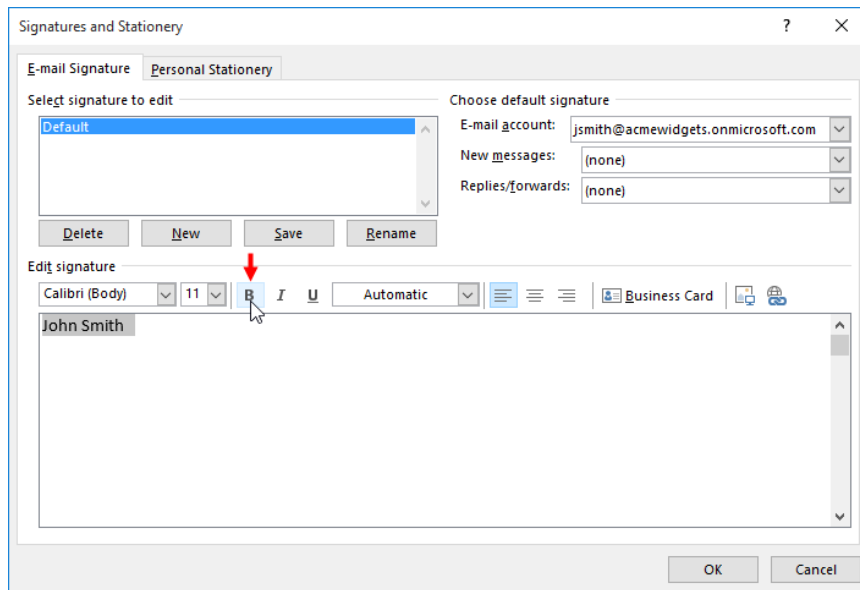 Signatures and Stationery ?
E-mail Signature Personal Stationery
Select signature to edit
Default
Delete New Save Rename
Choose default signature
E-mail account: jsmith@acmewidgets.onmicrosoft.com
New messages: (none)
Replies/forwards: (none)
Edit signature
Calibri (Body) 11 B I U Automatic Business Card
John Smith
OK Cancel